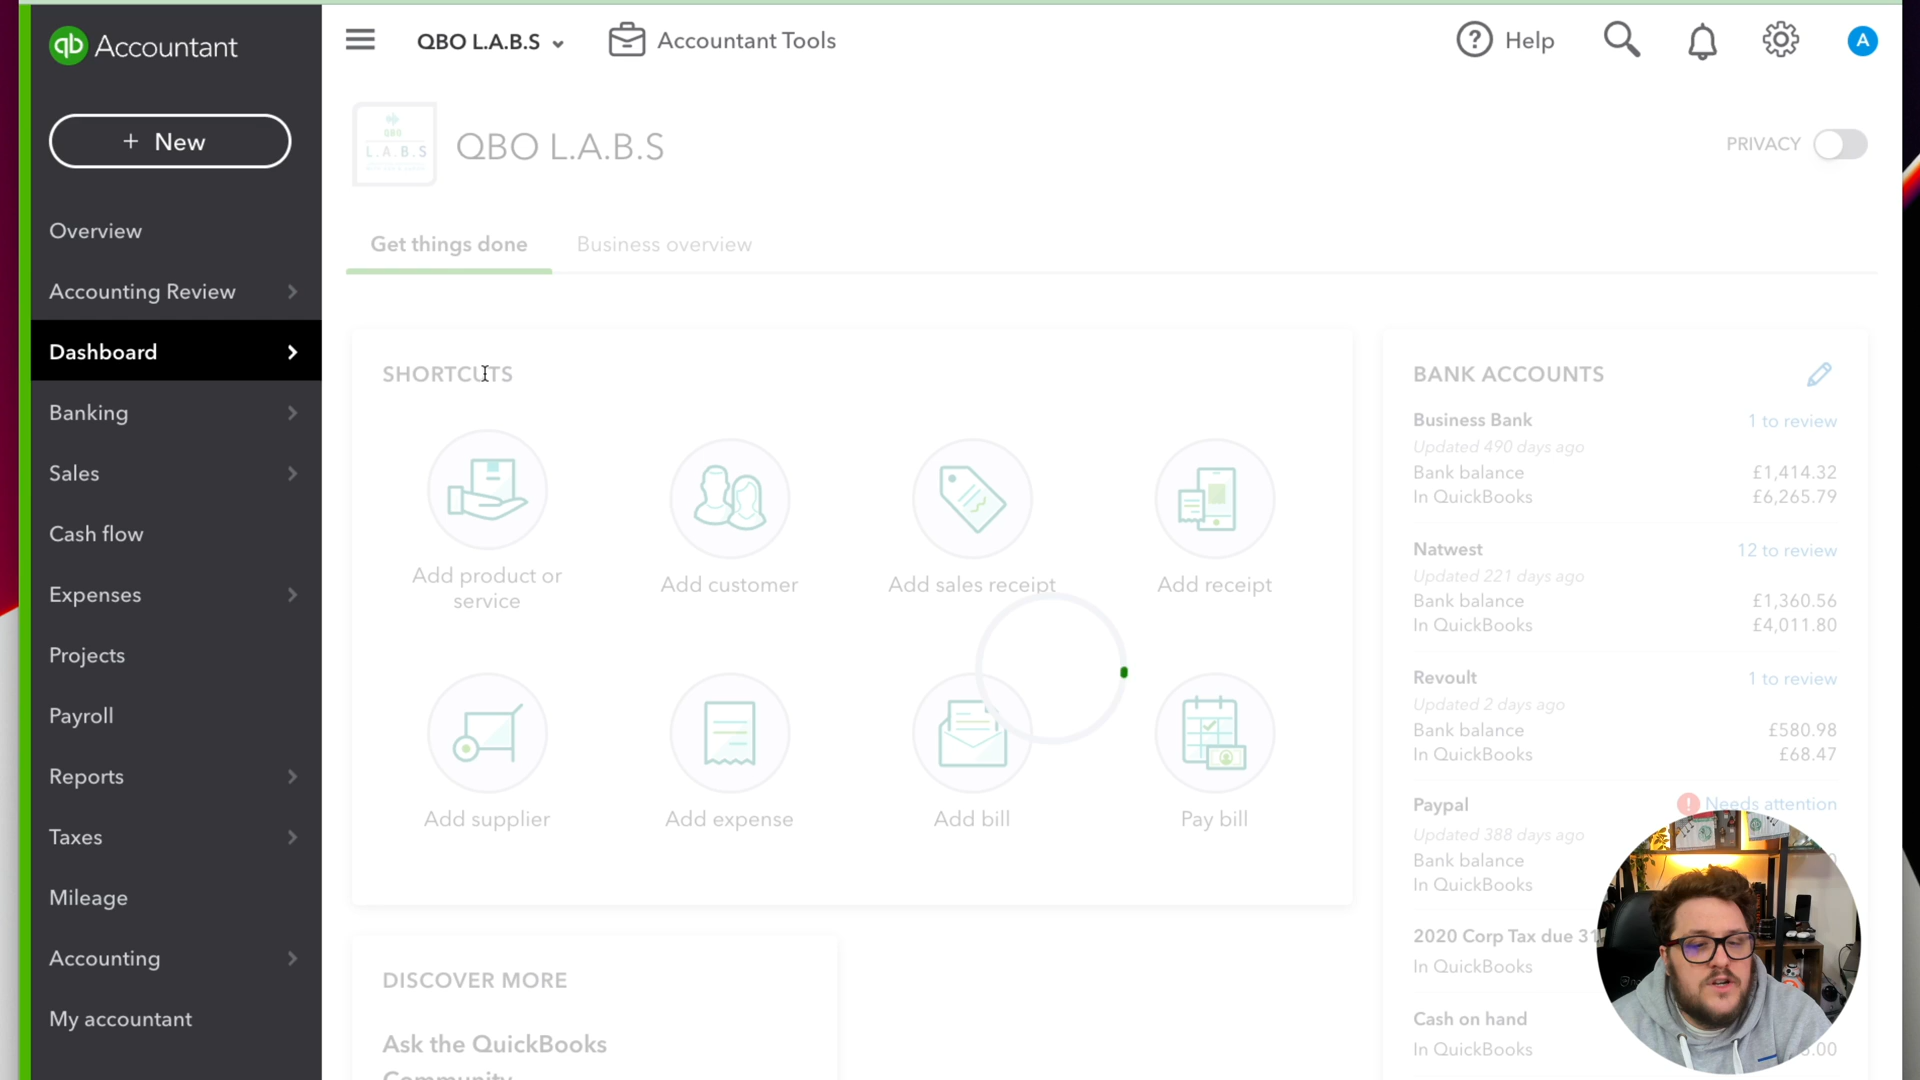 qb Accountant
QBO L.A.B.S
Accountant Tools
? Help
A
+ New
Overview
Accounting Review
Dashboard
Banking
Sales
Cash flow
Expenses
Projects
Payroll
Reports
Taxes
Mileage
Accounting
My accountant
QBO
L.A.B.S
QBO L.A.B.S
PRIVACY
Get things done
Business overview
SHORTCUTS
Add product or
service
Add customer
Add sales receipt
Add receipt
Add supplier
Add expense
Add bill
Pay bill
DISCOVER MORE
Ask the QuickBooks
Community
BANK ACCOUNTS
Business Bank 1 to review
Updated 490 days ago
Bank balance £1,414.32
In QuickBooks £6,265.79
Natwest 12 to review
Updated 221 days ago
Bank balance £1,360.56
In QuickBooks £4,011.80
Revoult 1 to review
Updated 2 days ago
Bank balance £580.98
In QuickBooks £68.47
Paypal ! Needs attention
Updated 388 days ago
Bank balance
In QuickBooks
2020 Corp Tax due 31
In QuickBooks
Cash on hand
In QuickBooks